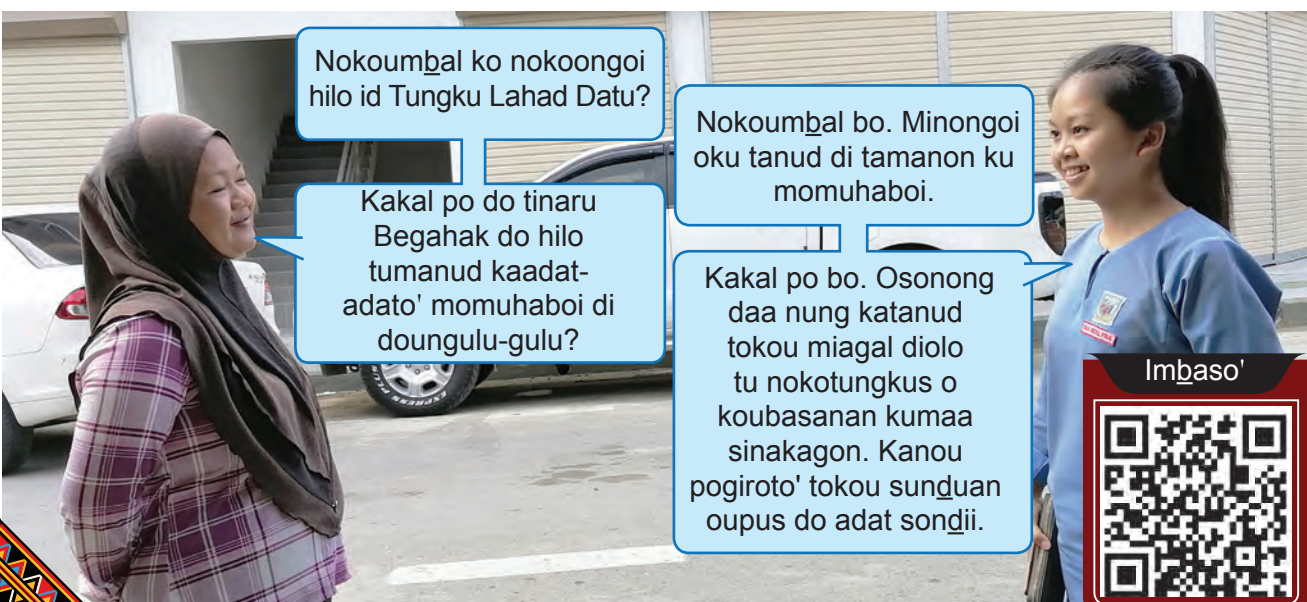 Nokoumbal ko nokoongoi
hilo id Tungku Lahad Datu?
Nokoumbal bo. Minongoi
oku tanud di tamanon ku
momuhaboi.
Kakal po do tinaru
Begahak do hilo
tumanud kaadat-
adato' momuhaboi di
doungulu-gulu?
Kakal po bo. Osonong
daa nung katanud
tokou miagal diolo
tu nokotungkus o
koubasanan kumaa
sinakagon. Kanou
pogiroto' tokou sunduan
oupus do adat sondii.
Imbaso'